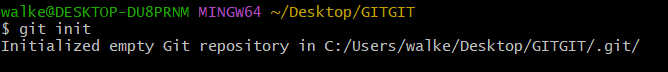 walke@DESKTOP-DU8PRNM MINGW64 ~/Desktop/GITGIT
$ git init
Initialized empty Git repository in C:/Users/walke/Desktop/GITGIT/.git/